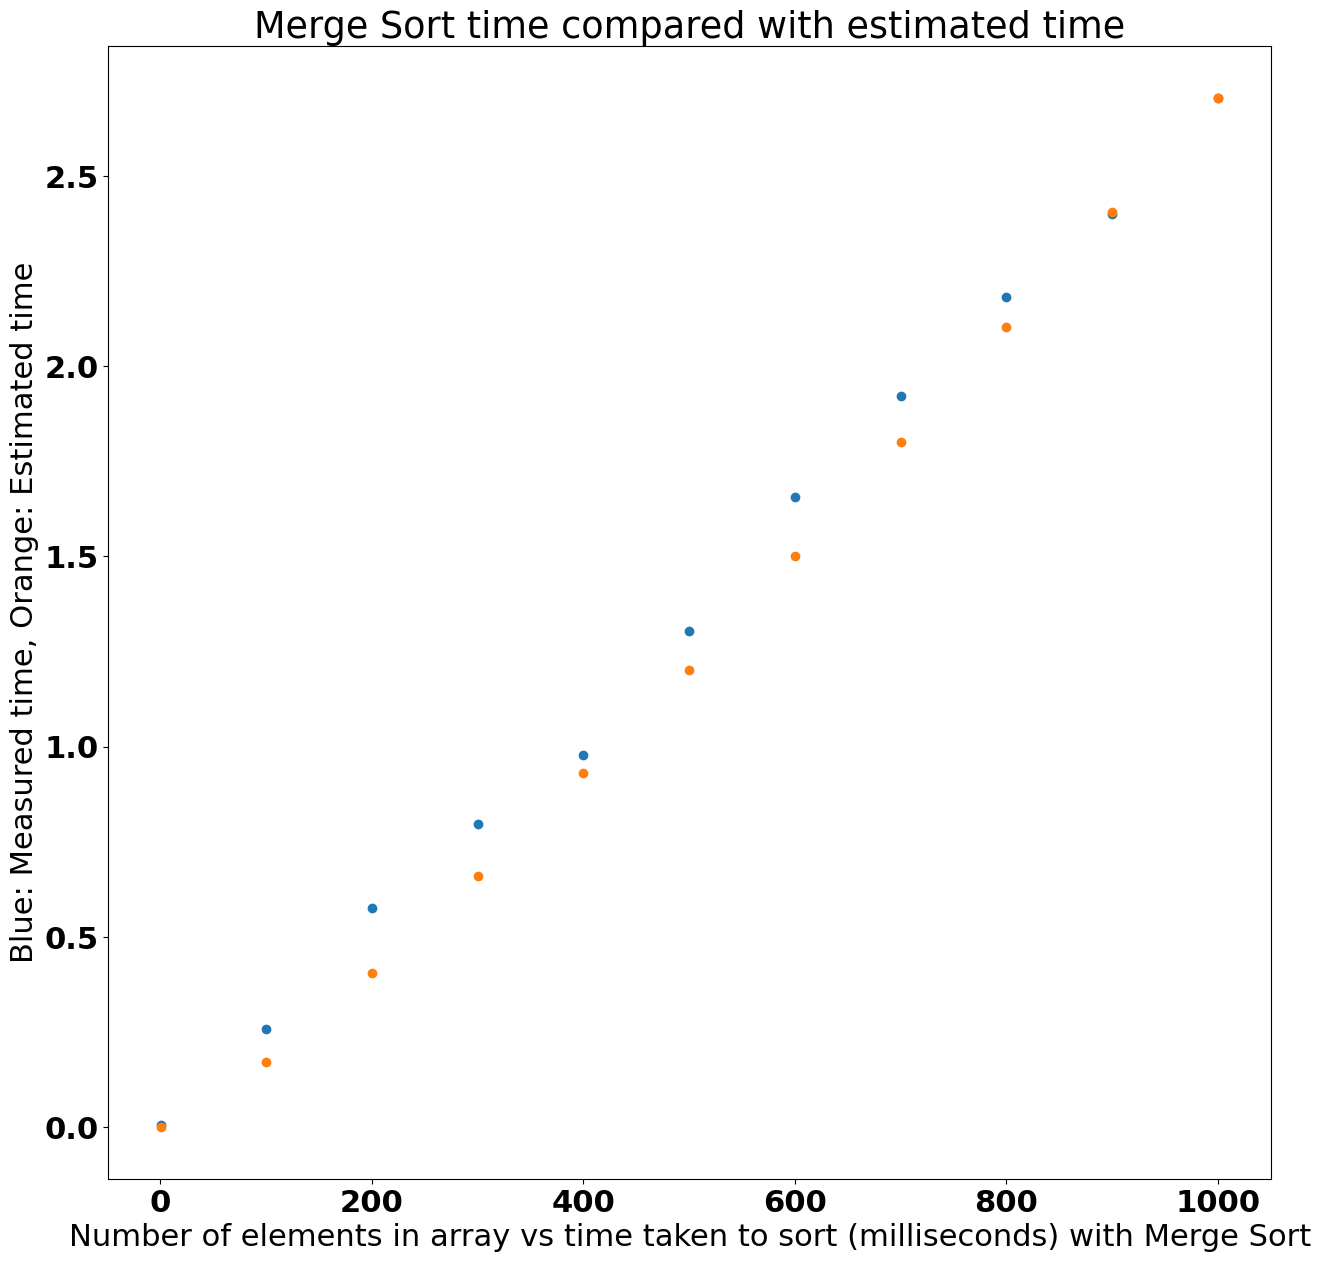 Merge Sort time compared with estimated time
Blue: Measured time, Orange: Estimated time
2.5
2.0
1.5
1.0
0.5
0.0
0 200 400 600 800 1000
Number of elements in array vs time taken to sort (milliseconds) with Merge Sort